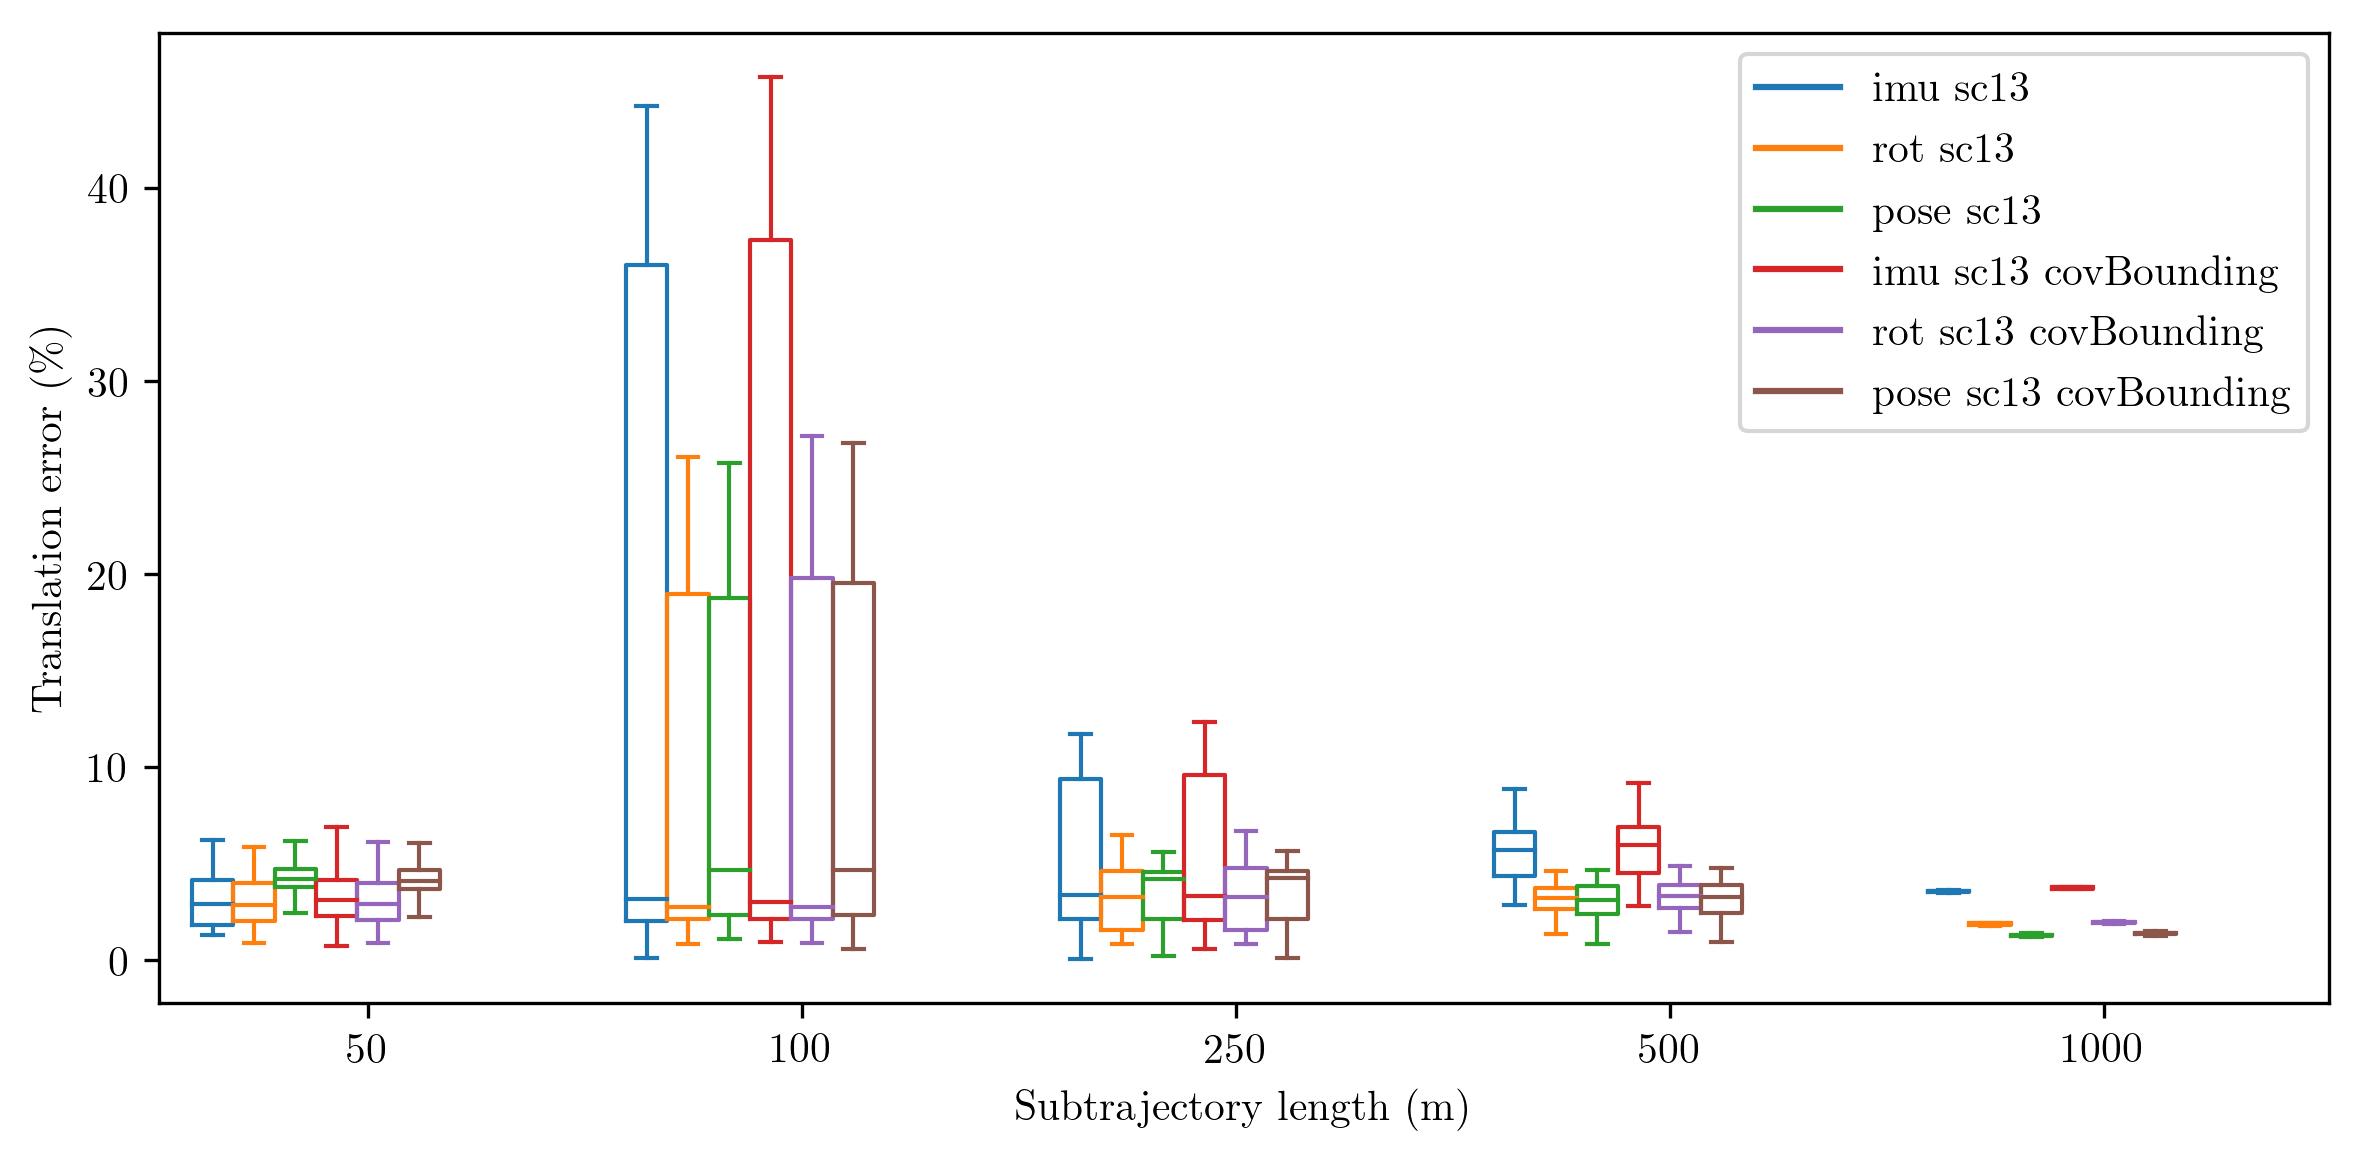 Translation error (%)
40
30
20
10
0
50
100
250
500
1000
Subtrajectory length (m)
imu sc13
rot sc13
pose sc13
imu sc13 covBounding
rot sc13 covBounding
pose sc13 covBounding